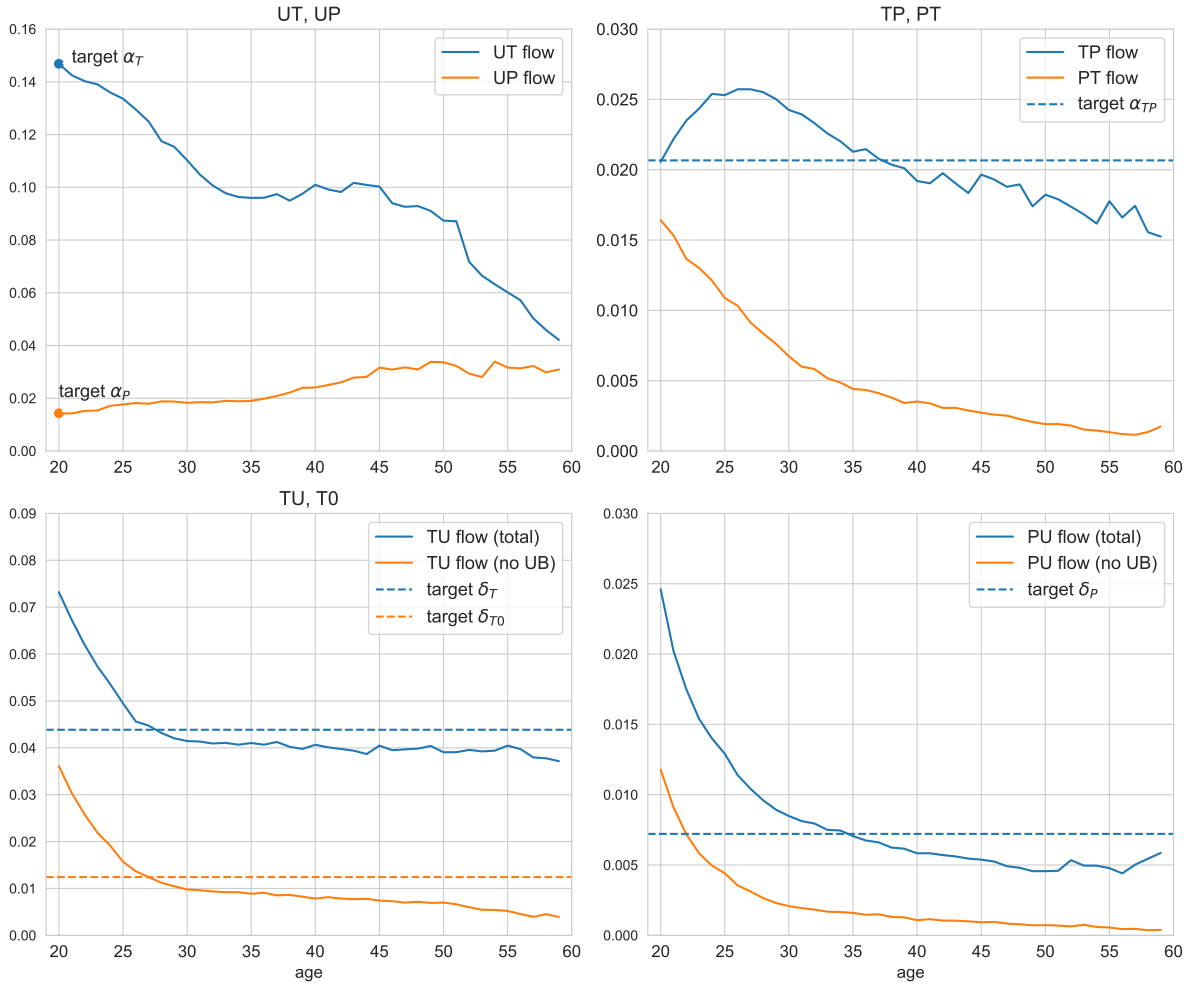 UT, UP
0.16
0.14
0.12
0.10
0.08
0.06
0.04
0.02
0.00
target α_T
target α_P
UT flow
UP flow
20 25 30 35 40 45 50 55 60
TP, PT
0.030
0.025
0.020
0.015
0.010
0.005
0.000
TP flow
PT flow
target α_TP
20 25 30 35 40 45 50 55 60
TU, T0
0.09
0.08
0.07
0.06
0.05
0.04
0.03
0.02
0.01
0.00
TU flow (total)
TU flow (no UB)
target δ_T
target δ_T0
20 25 30 35 40 45 50 55 60
age
0.030
0.025
0.020
0.015
0.010
0.005
0.000
PU flow (total)
PU flow (no UB)
target δ_P
20 25 30 35 40 45 50 55 60
age